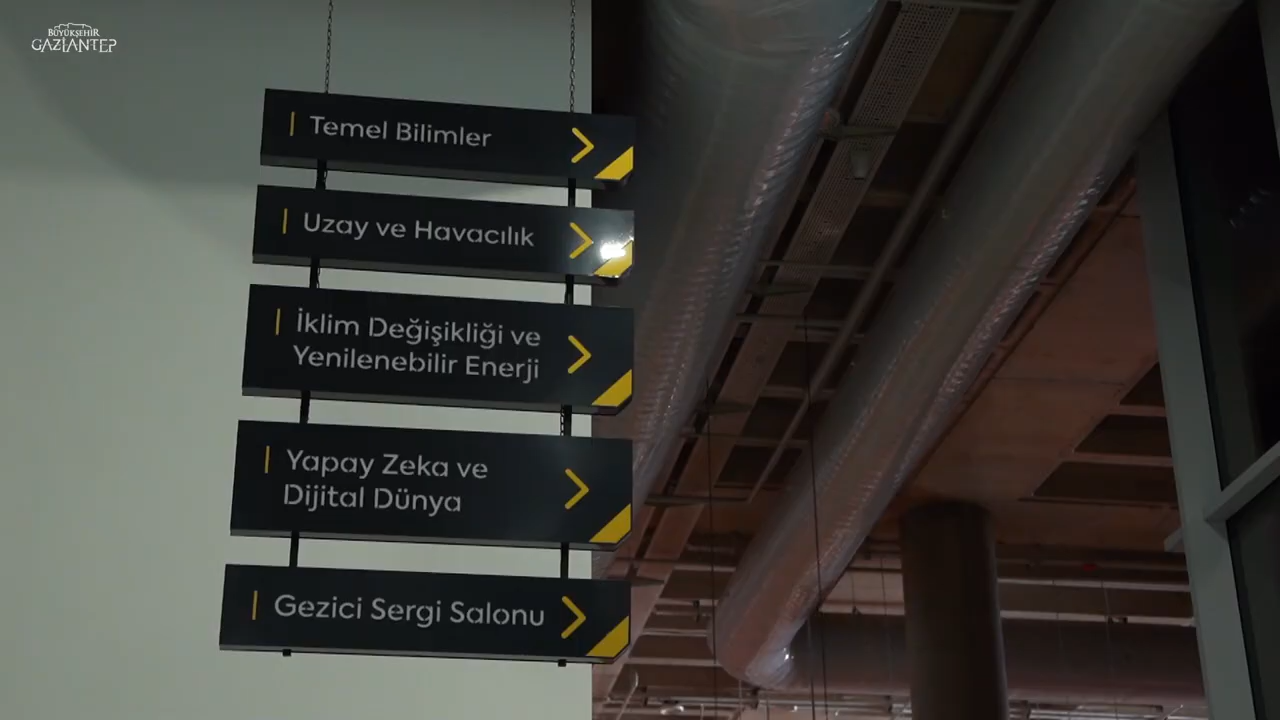 BÜYÜKŞEHİR
GAZİANTEP
Temel Bilimler
Uzay ve Havacılık
İklim Değişikliği ve
Yenilenebilir Enerji
Yapay Zeka ve
Dijital Dünya
Gezici Sergi Salonu